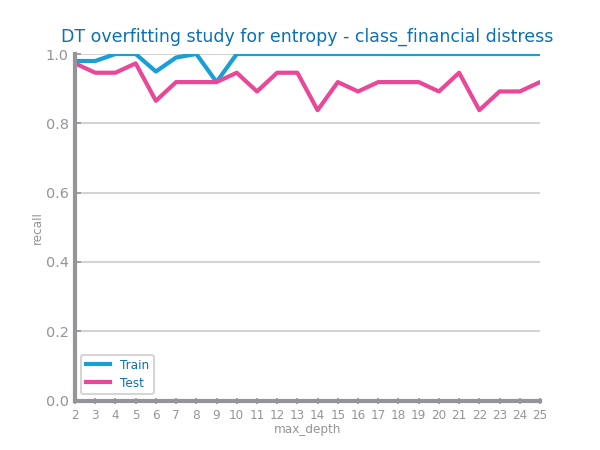 DT overfitting study for entropy - class_financial distress
1.0
0.8
0.6
0.4
0.2
0.0
recall
Train
Test
2 3 4 5 6 7 8 9 10 11 12 13 14 15 16 17 18 19 20 21 22 23 24 25
max_depth